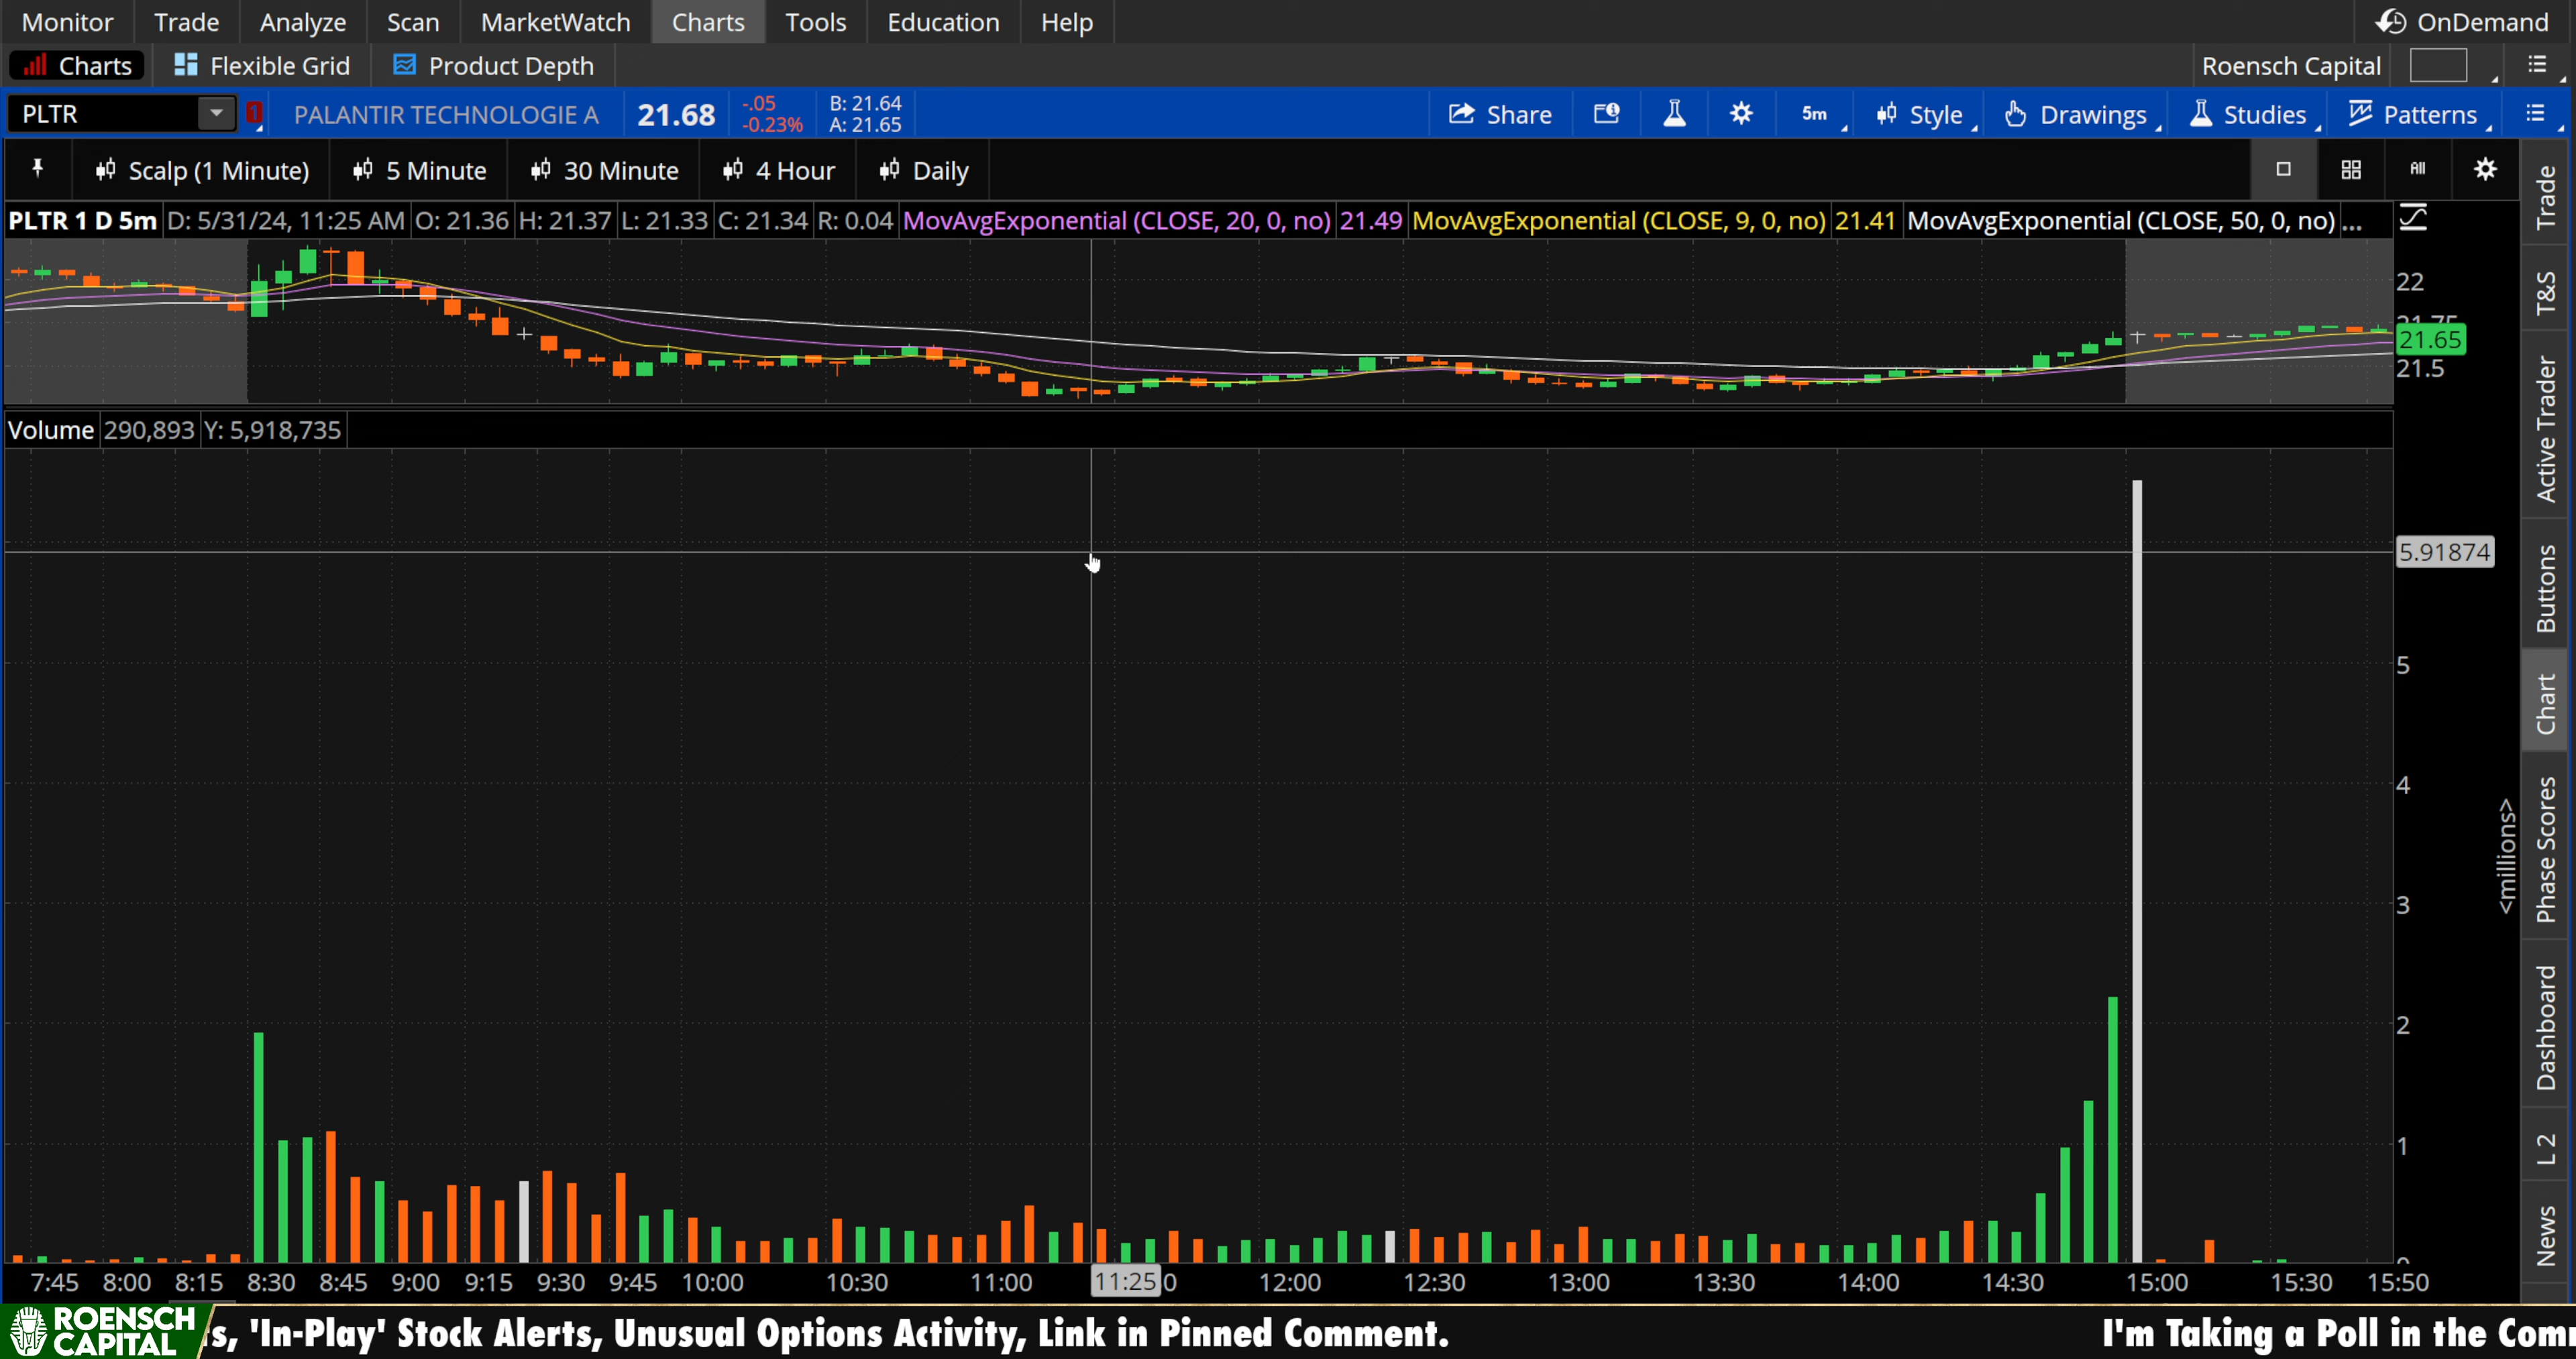 Monitor Trade Analyze Scan MarketWatch Charts Tools Education Help OnDemand
Charts Flexible Grid Product Depth Roensch Capital
PLTR 1 PALANTIR TECHNOLOGIE A 21.68 -.05 -0.23% B: 21.64 A: 21.65 Share 5m Style Drawings Studies Patterns
Scalp (1 Minute) 5 Minute 30 Minute 4 Hour Daily All
PLTR 1 D 5m D: 5/31/24, 11:25 AM O: 21.36 H: 21.37 L: 21.33 C: 21.34 R: 0.04 MovAvgExponential (CLOSE, 20, 0, no) 21.49 MovAvgExponential (CLOSE, 9, 0, no) 21.41 MovAvgExponential (CLOSE, 50, 0, no) ...
22
21.75
21.65
21.5
Volume 290,893 Y: 5,918,735
5.91874
5
4
3
2
1
0
<millions>
7:45 8:00 8:15 8:30 8:45 9:00 9:15 9:30 9:45 10:00 10:30 11:00 11:25 0 12:00 12:30 13:00 13:30 14:00 14:30 15:00 15:30 15:50
Trade
T&S
Active Trader
Buttons
Chart
Phase Scores
Dashboard
L 2
News
ROENSCH
CAPITAL
s, 'In-Play' Stock Alerts, Unusual Options Activity, Link in Pinned Comment. I'm Taking a Poll in the Com